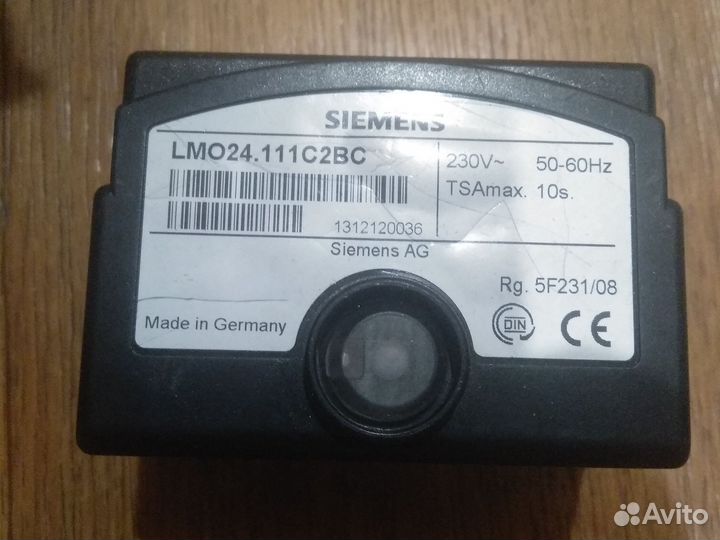 SIEMENS
LMO24.111C2BC
230V~ 50-60Hz
TSAmax. 10s.
1312120036
Siemens AG
Rg. 5F231/08
Made in Germany
DIN
CE
Avito